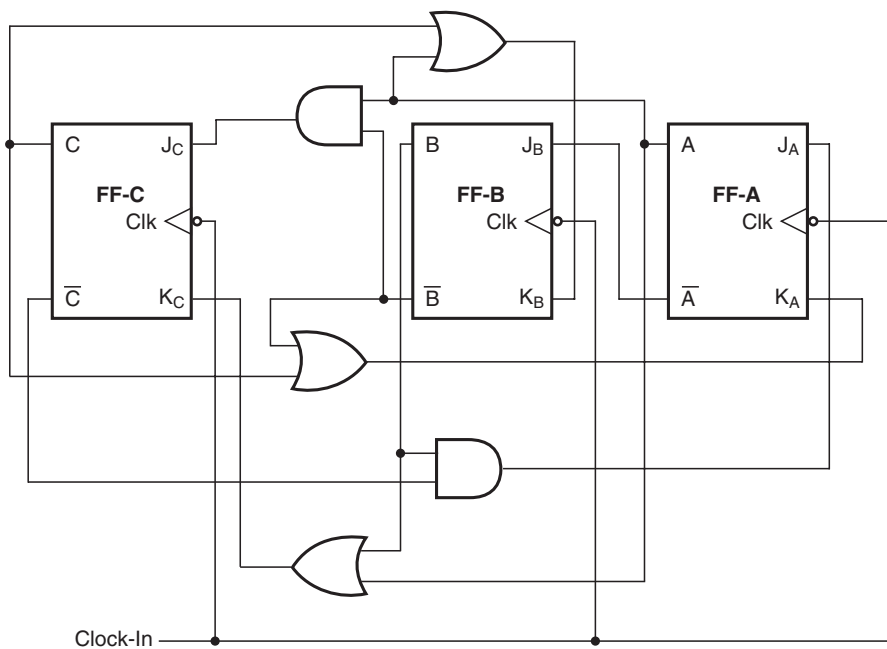 C J_C
FF-C
Clk
C̅ K_C
B J_B
FF-B
Clk
B̅ K_B
A J_A
FF-A
Clk
A̅ K_A
Clock-In